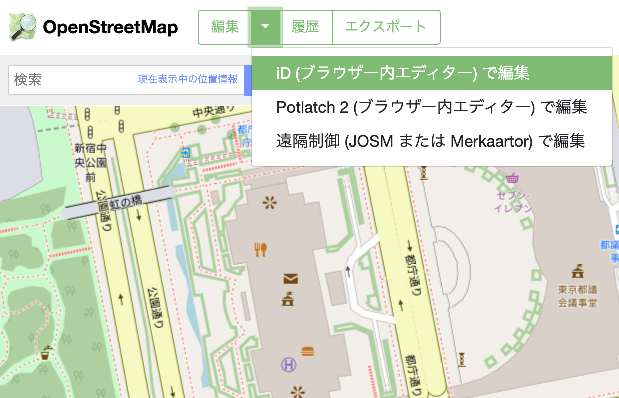 OpenStreetMap
編集
履歴
エクスポート
検索
現在表示中の位置情報
iD (ブラウザー内エディター) で編集
Potlatch 2 (ブラウザー内エディター) で編集
遠隔制御 (JOSM または Merkaartor) で編集
中央通り
新宿中
央公園
前
虹の橋
公園通り
公園通り
都庁通り
都庁通り
セブン-
イレブン
東京都議
会議事堂